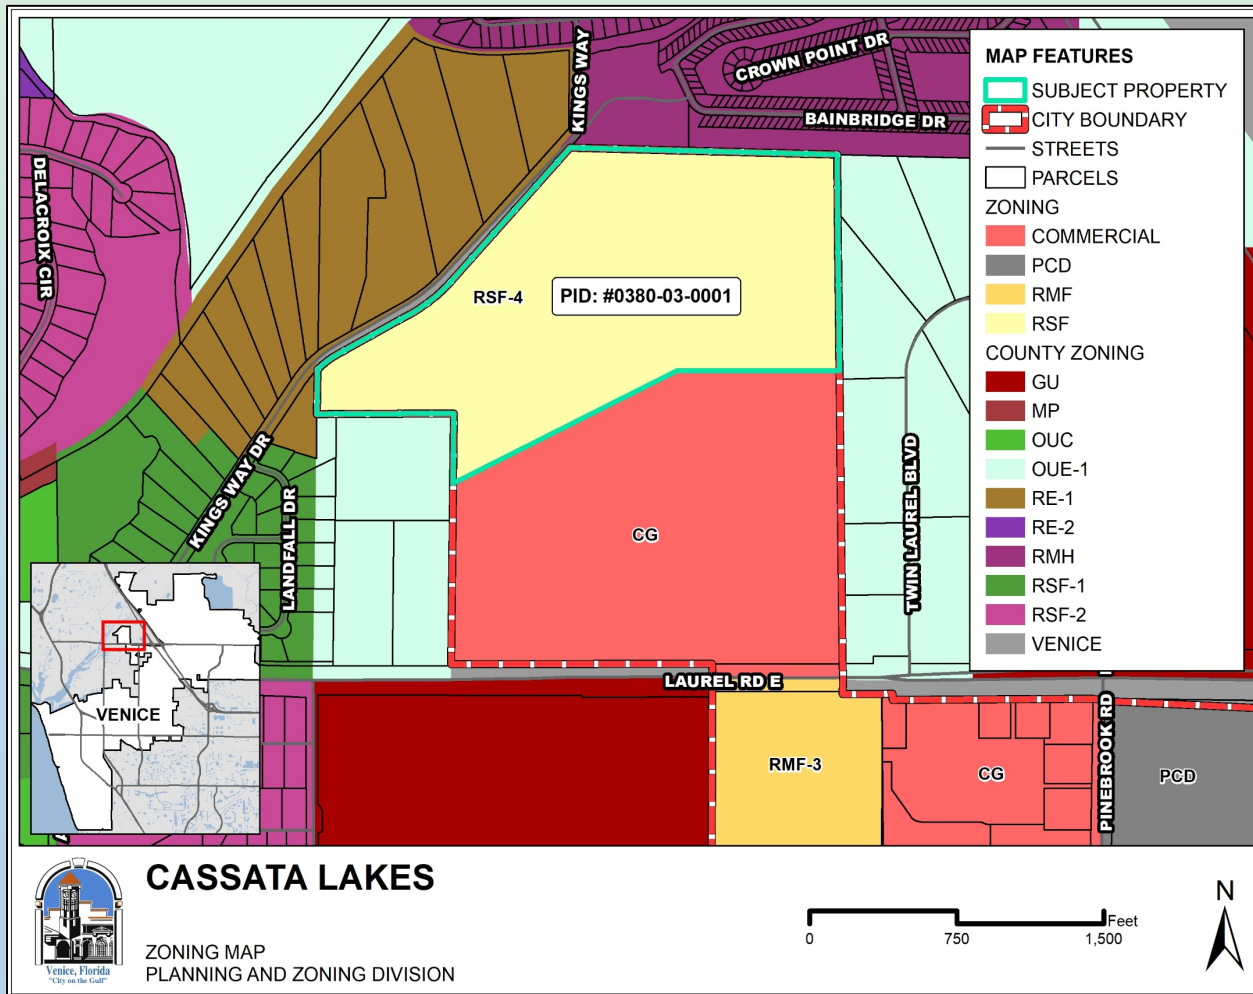 KINGS WAY
CROWN POINT DR
BAINBRIDGE DR
DELACROIX CIR
RSF-4
PID: #0380-03-0001
KINGS WAY DR
LANDFALL DR
TWIN LAUREL BLVD
CG
LAUREL RD E
RMF-3
CG
PINEBROOK RD
PCD
VENICE
MAP FEATURES
SUBJECT PROPERTY
CITY BOUNDARY
STREETS
PARCELS
ZONING
COMMERCIAL
PCD
RMF
RSF
COUNTY ZONING
GU
MP
OUC
OUE-1
RE-1
RE-2
RMH
RSF-1
RSF-2
VENICE
Venice, Florida
"City on the Gulf"
CASSATA LAKES
ZONING MAP
PLANNING AND ZONING DIVISION
Feet
0 750 1,500
N